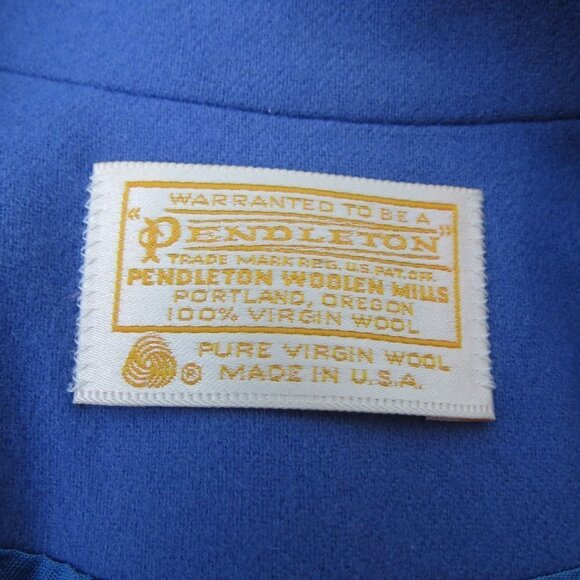 WARRANTED TO BE A
"PENDLETON"
TRADE MARK REG. U.S. PAT. OFF.
PENDLETON WOOLEN MILLS
PORTLAND, OREGON
100% VIRGIN WOOL
® PURE VIRGIN WOOL
MADE IN U.S.A.